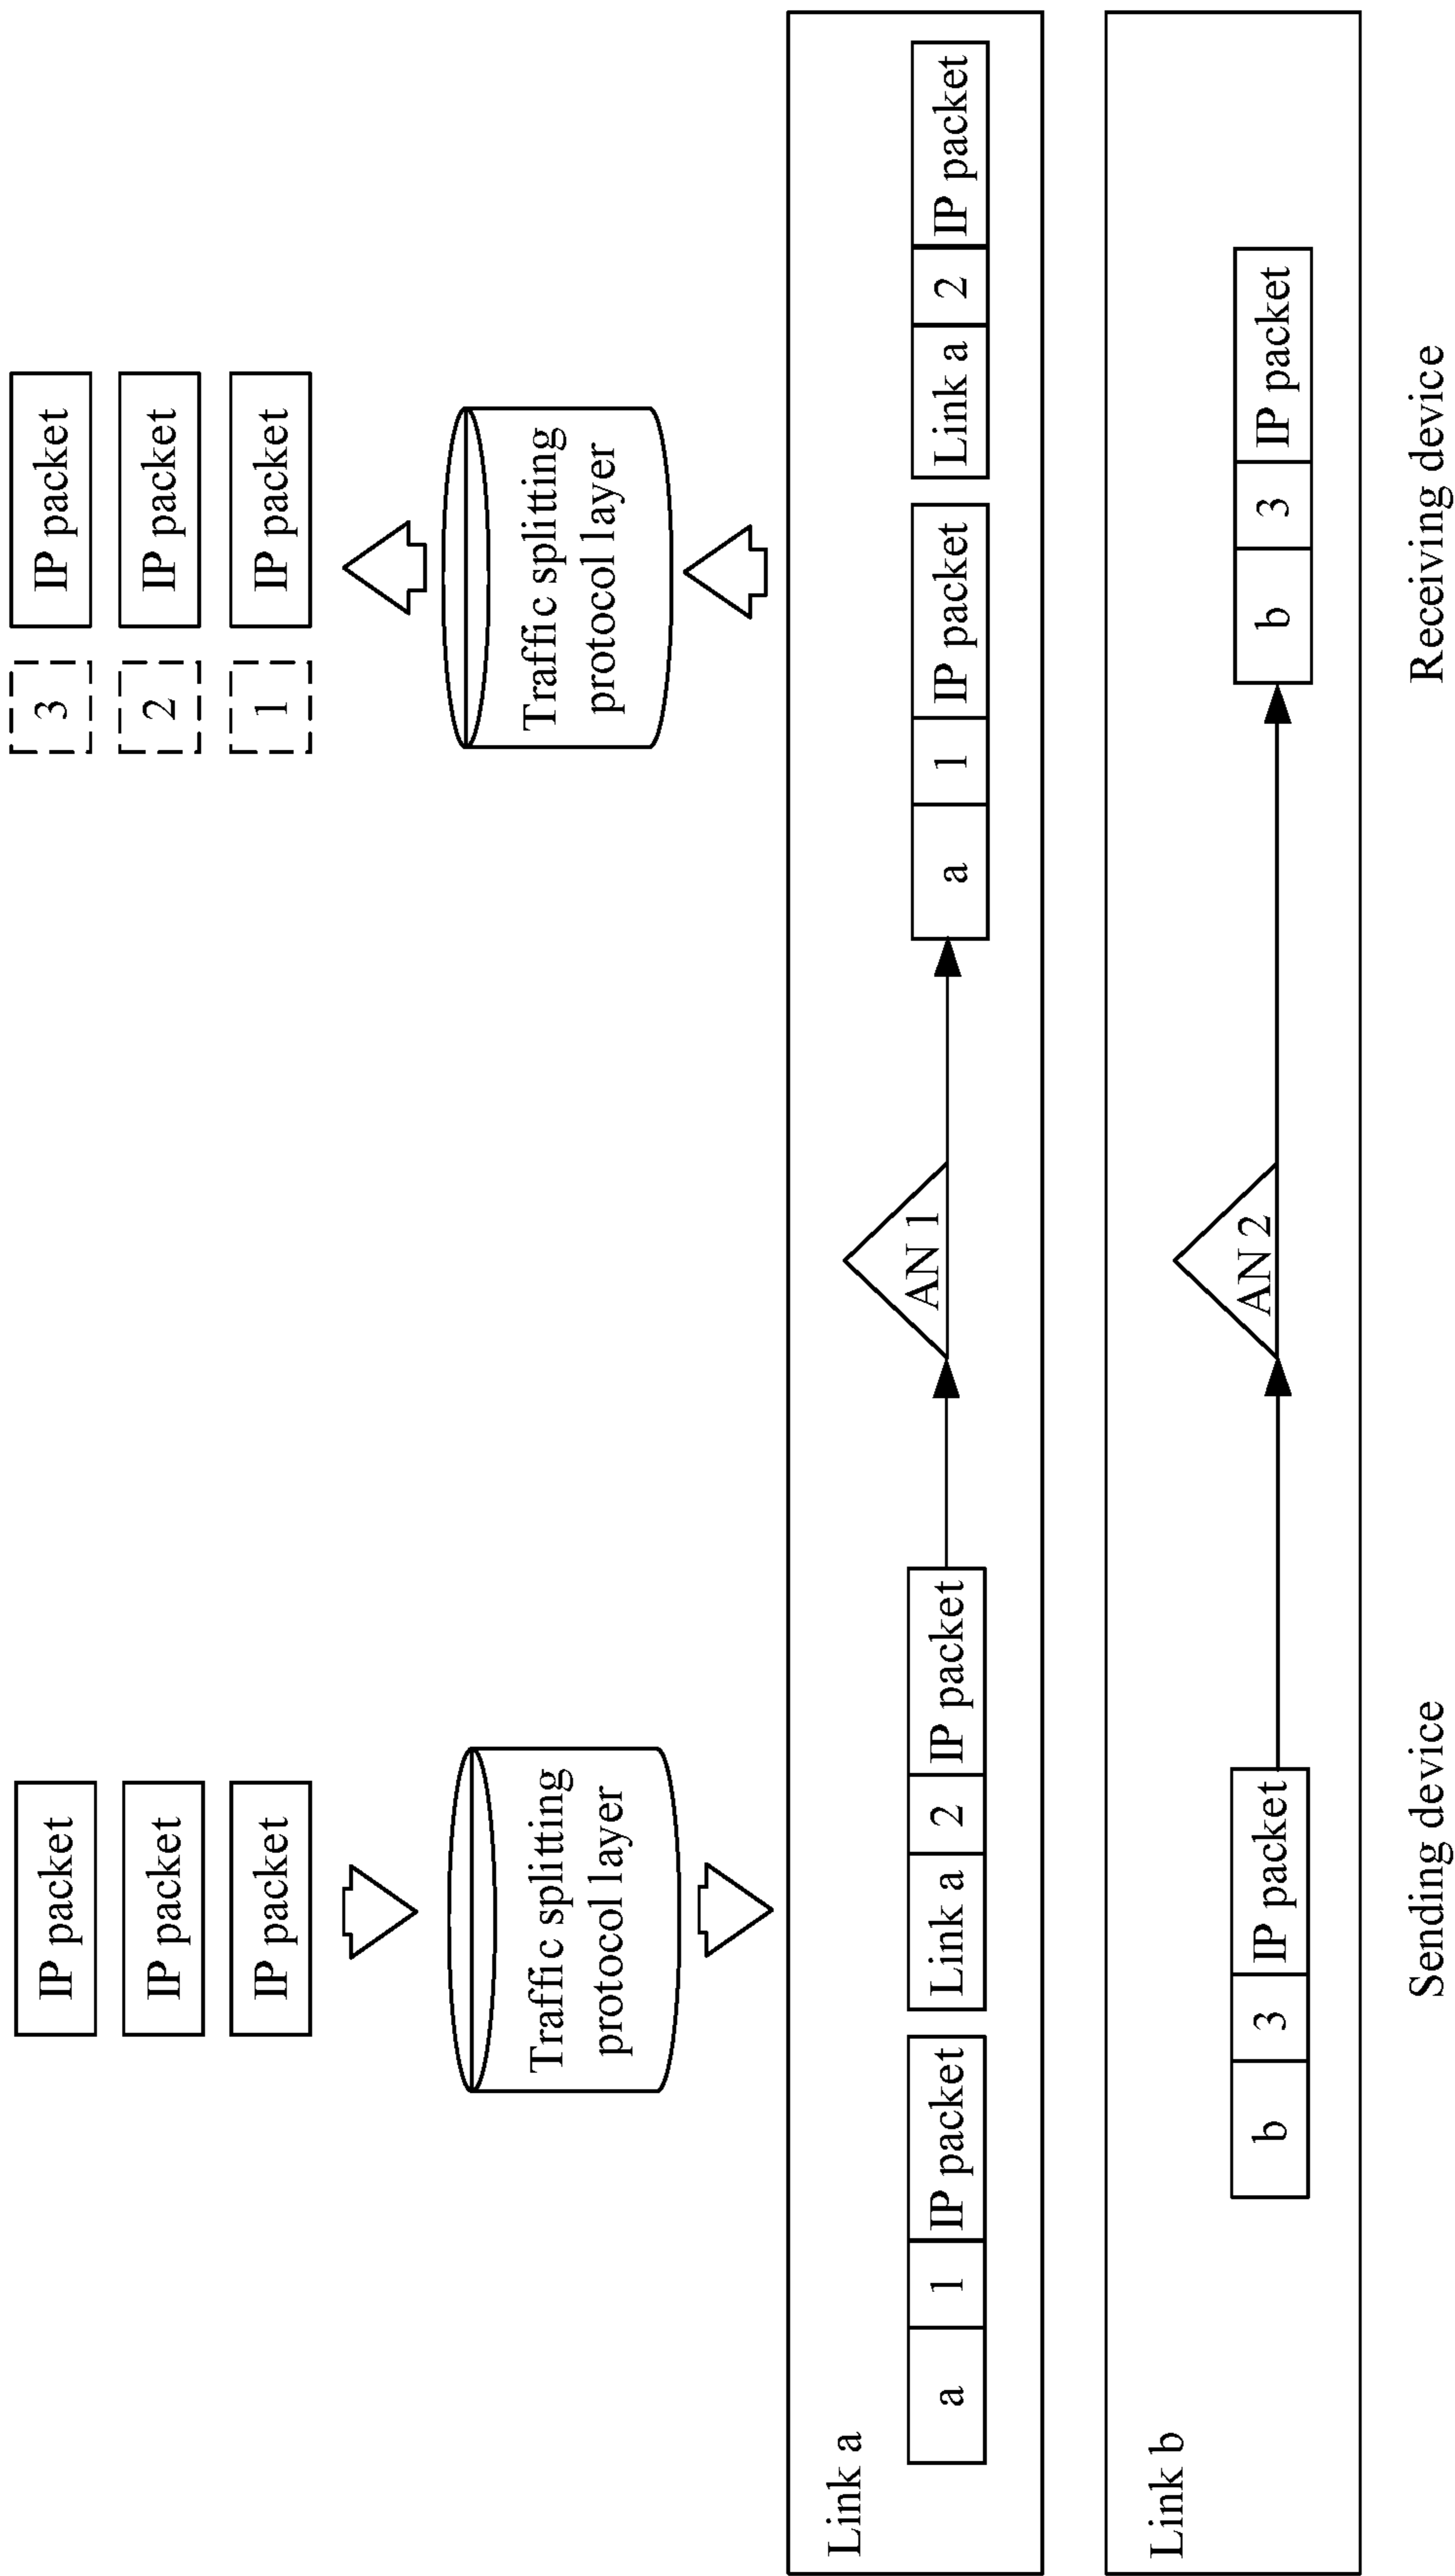 IP packet
IP packet
IP packet
3
IP packet
2
IP packet
1
IP packet
Traffic splitting
protocol layer
Traffic splitting
protocol layer
Link a
a 1 IP packet
Link a 2 IP packet
AN 1
a 1 IP packet
Link a 2 IP packet
Link b
b 3 IP packet
AN 2
b 3 IP packet
Sending device
Receiving device